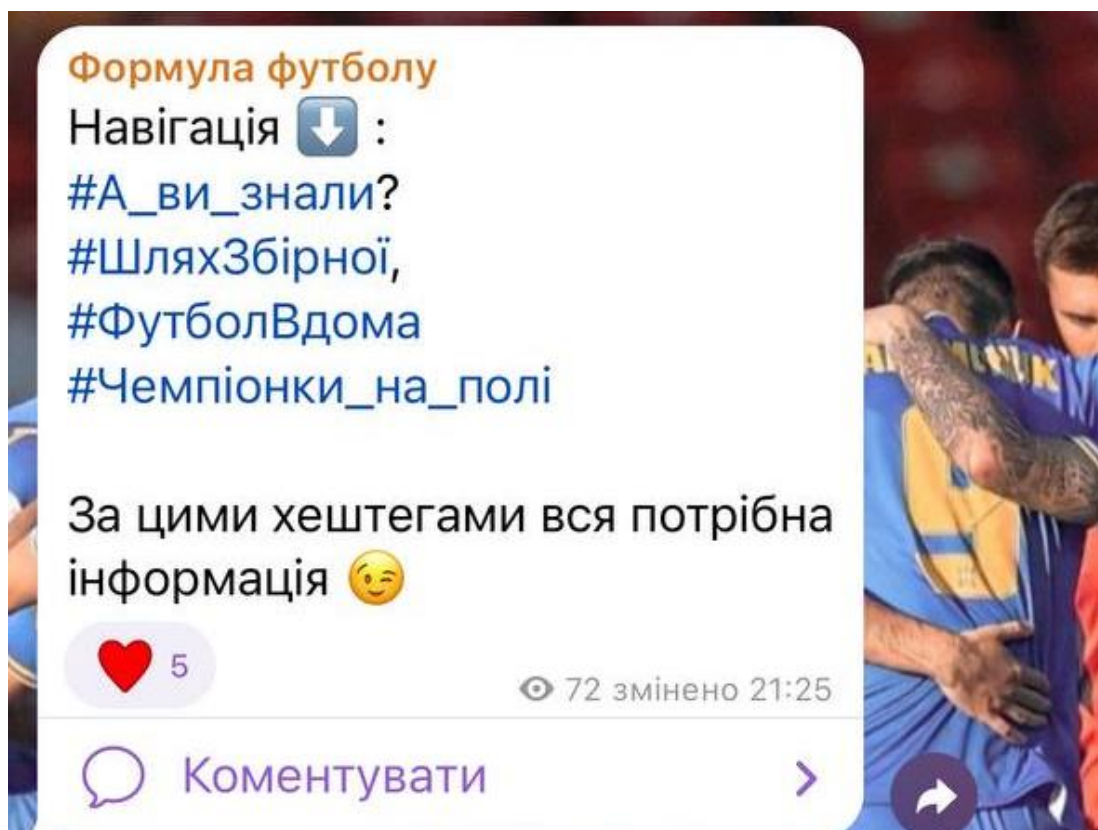 Формула футболу
Навігація ⬇️ :
#А_ви_знали?
#ШляхЗбірної,
#ФутболВдома
#Чемпіонки_на_полі
За цими хештегами вся потрібна
інформація 😉
❤️ 5
72 змінено 21:25
Коментувати